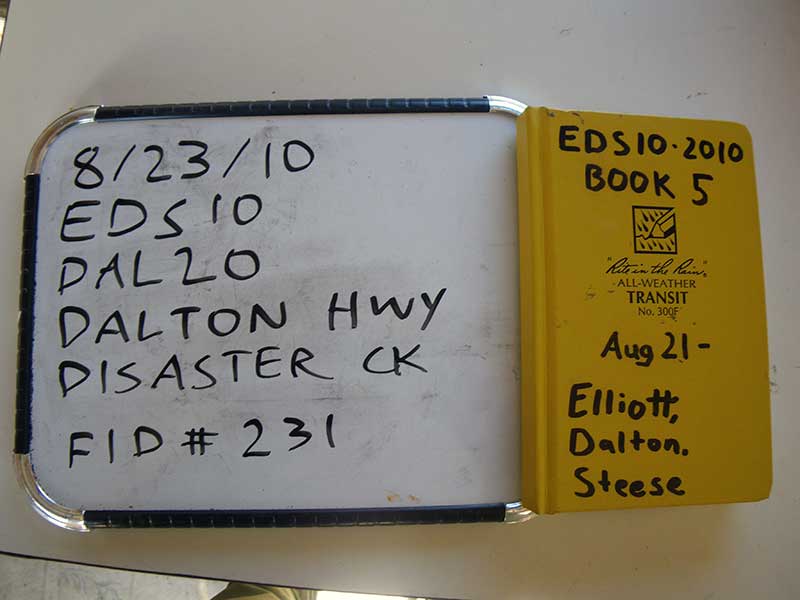 8/23/10
EDS10
DAL20
DALTON HWY
DISASTER CK
FID # 231
EDS10·2010
BOOK 5
"Rite in the Rain"
ALL-WEATHER
TRANSIT
No. 300F
Aug 21-
Elliott,
Dalton.
Steese